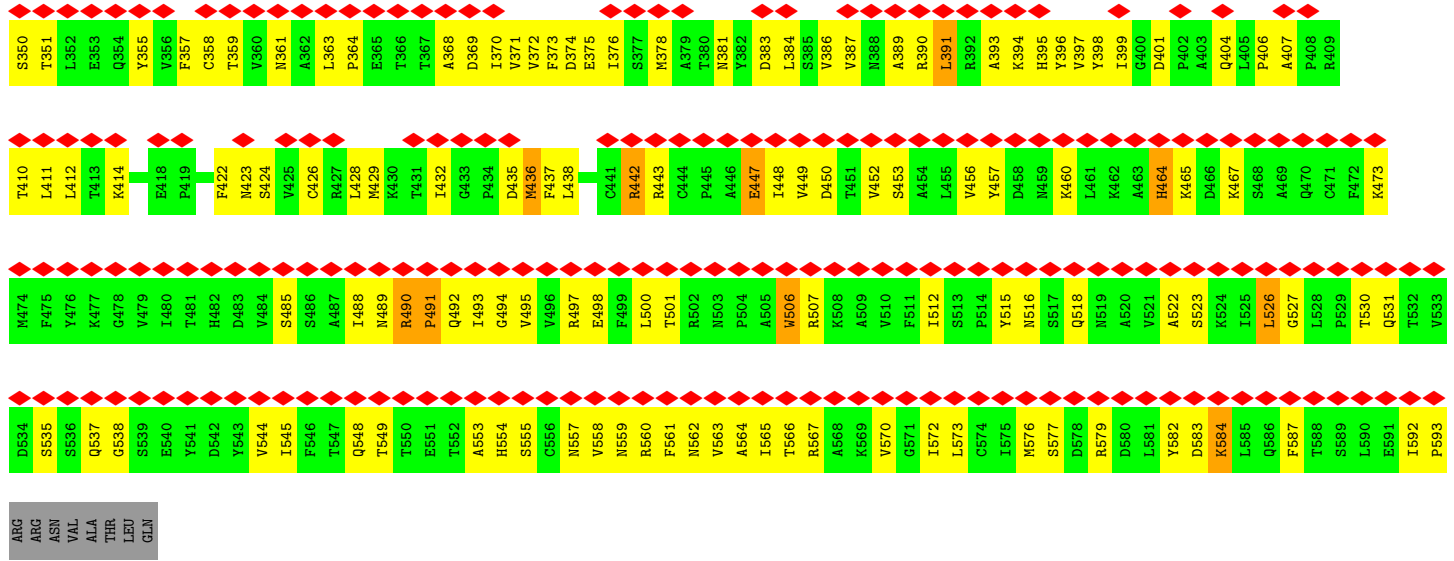 S350 T351 L352 E353 Q354 Y355 V356 F357 C358 T359 V360 N361 A362 L363 P364 E365 T366 T367 A368 D369 I370 V371 V372 F373 D374 E375 I376 S377 M378 A379 T380 N381 Y382 D383 L384 S385 V386 V387 N388 A389 R390 L391 R392 A393 K394 H395 Y396 V397 Y398 I399 G400 D401 P402 A403 Q404 L405 P406 A407 P408 R409
T410 L411 L412 T413 K414 E418 P419 F422 N423 S424 V425 C426 R427 L428 M429 K430 T431 I432 G433 P434 D435 M436 F437 L438 C441 R442 R443 C444 P445 A446 E447 I448 V449 D450 T451 V452 S453 A454 L455 V456 Y457 D458 N459 K460 L461 K462 A463 H464 K465 D466 K467 S468 A469 Q470 C471 F472 K473
M474 F475 Y476 K477 G478 V479 I480 T481 H482 D483 V484 S485 S486 A487 I488 N489 R490 P491 Q492 I493 G494 V495 V496 R497 E498 F499 L500 T501 R502 N503 P504 A505 W506 R507 K508 A509 V510 F511 I512 S513 P514 Y515 N516 S517 Q518 N519 A520 V521 A522 S523 K524 I525 L526 G527 L528 P529 T530 Q531 T532 V533
D534 S535 S536 Q537 G538 S539 E540 Y541 D542 Y543 V544 I545 F546 T547 Q548 T549 T550 E551 T552 A553 H554 S555 C556 N557 V558 N559 R560 F561 N562 V563 A564 I565 T566 R567 A568 K569 V570 G571 I572 L573 C574 I575 M576 S577 D578 R579 D580 L581 Y582 D583 K584 L585 Q586 F587 T588 S589 L590 E591 I592 P593
ARG ARG ASN VAL ALA THR LEU GLN